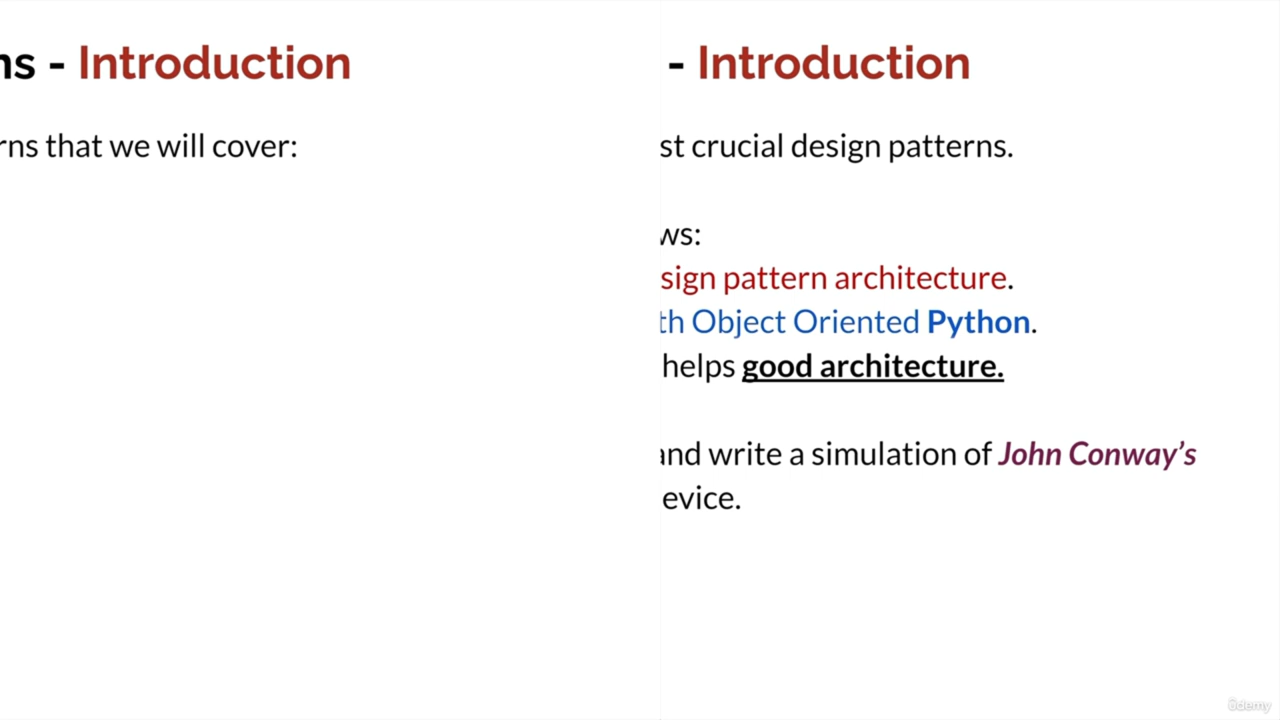 ns - Introduction
rns that we will cover:
- Introduction
st crucial design patterns.
ws:
sign pattern architecture.
th Object Oriented Python.
helps good architecture.
and write a simulation of John Conway's
evice.
ûdemy